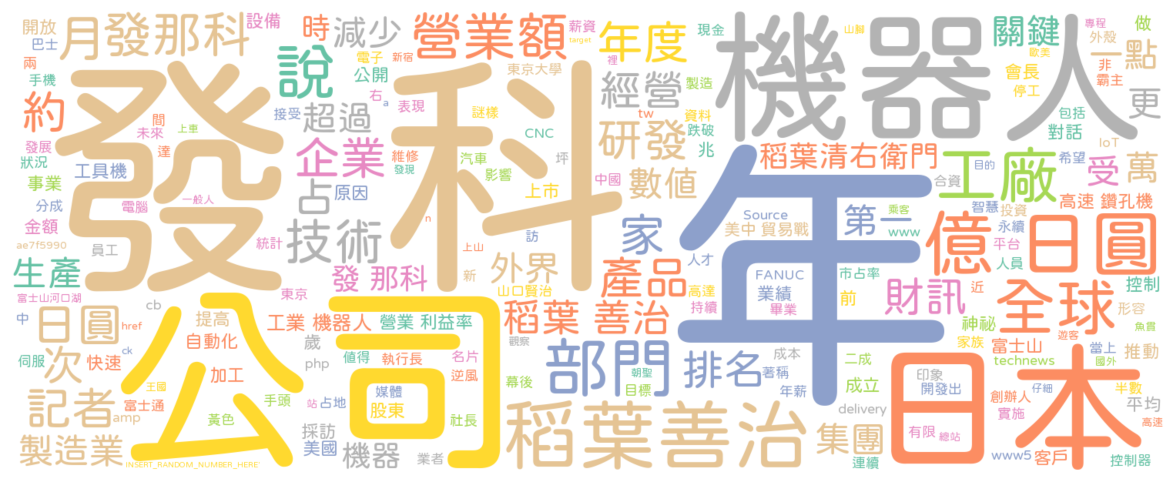 開放
巴士
月發那科
設備
時
減少
營業額
薪資
年度
現金
機器人
關鍵
做
專程
外殼
一點
非
霸主
兩
手機
說
電子
新宿
target
公開
東京大學
裡
經營
製造
會長
停工
山腳
敬美
更
約
間
未來
上車
發
超過
接受
右
a
表現
謎樣
科
CNC
tw
資料
研發
跌破
兆
包括
對話
IoT
發展
達
狀況
工具機
企業
維修
發現
汽車
影響
坪
稻葉清右衛門
工廠
希望
受
萬
事業
電腦
一般人
占
原因
上市
中國
數值
年
合資
目的
智慧
投資
高速 鑽孔機
分成
金額
ae7f5990
員工
統計
技術
n
上山
訪
家
Source
美中 貿易戰
第一
乘客
www
永續
平台
人員
億
日圓
生產
發 那科
新
外界
山口賢治
產品
人才
FANUC
業績
畢業
市占率
前
財訊
近
控制
形容
魚貫
富士山河口湖
中
日圓
cb
東京
公司
提高
工業 機器人
營業 利益率
稻葉 善治
高達
持續
神祕
家族
全球
遊客
href
自動化
歲
php
值得
執行長
名片
逆風
觀察
部門
成本
著稱
排名
二成
富士山
technews
當上
國外
推動
伺服
ck
次
快速
王國
加工
富士通
amp
黃色
手頭
站
占地
媒體
股東
幕後
目標
朝聖
年薪
成立
日本
印象
開發出
創辦人
實施
仔細
半數
記者
社長
採訪
美國
稻葉善治
delivery
平均
製造業
INSERT_RANDOM_NUMBER_HERE
機器
業者
集團
連續
有限
總站
www5
客戶
高速
控制器